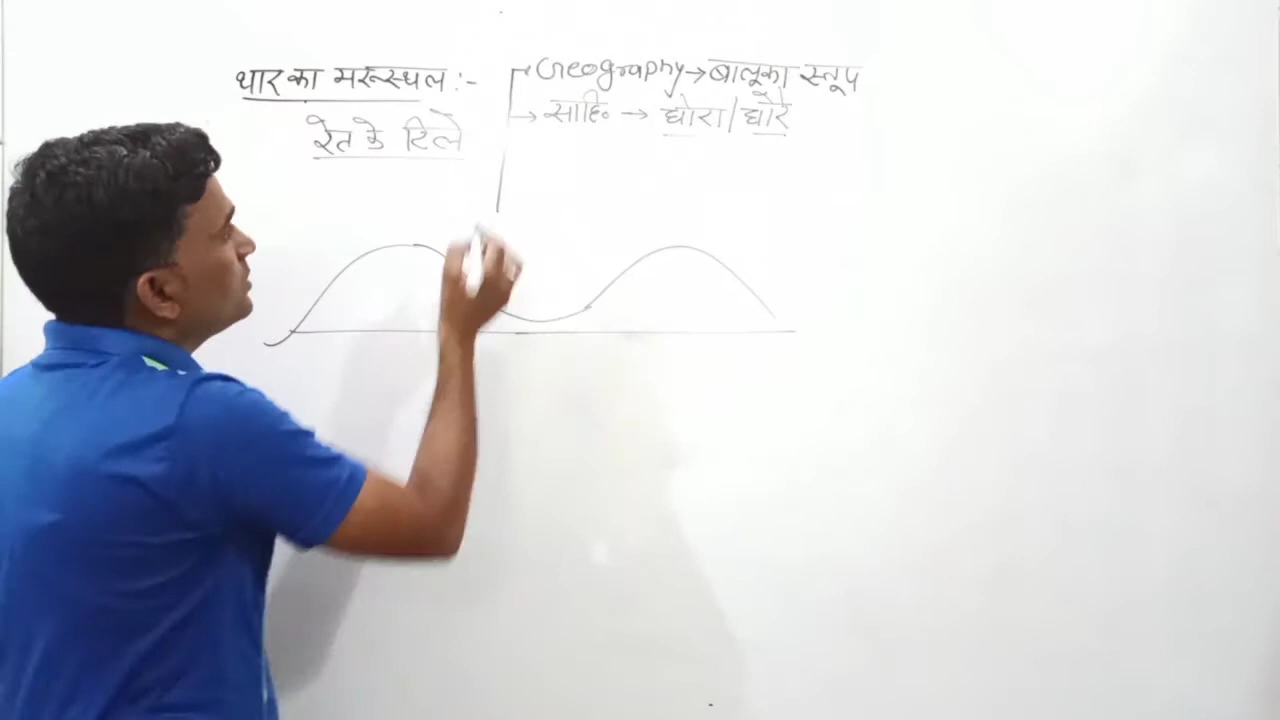 थार का मरूस्थल :-
रेत के टिले
Geography → बालूका स्तूप
→ साहि० → धोरा / धोरे